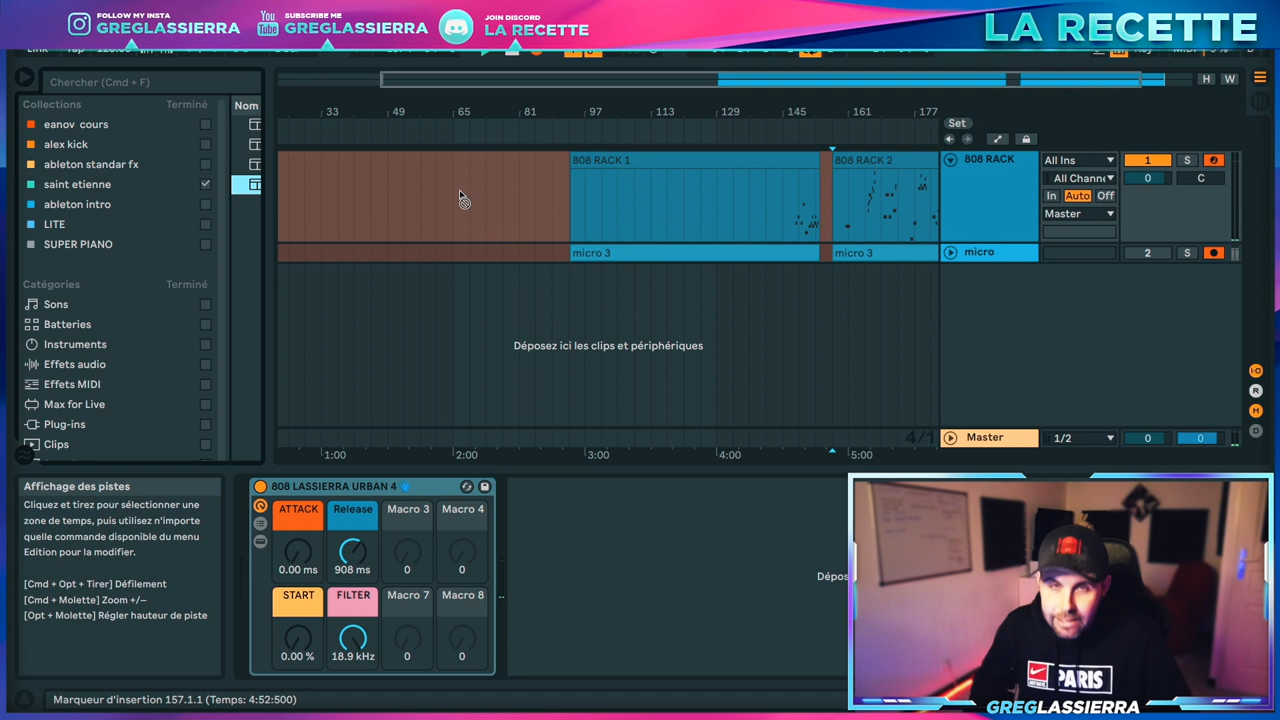 FOLLOW MY INSTA
GREGLASSIERRA
You Tube
SUBSCRIBE ME
GREGLASSIERRA
JOIN DISCORD
LA RECETTE
LA RECETTE
Link
Tap
Key
MIDI
Chercher (Cmd + F)
H
W
Collections
Terminé
Nom
33
49
65
81
97
113
129
145
161
177
eanov cours
alex kick
ableton standar fx
saint etienne
ableton intro
LITE
SUPER PIANO
Set
808 RACK 1
808 RACK 2
808 RACK
All Ins
1
S
All Channe
0
C
In
Auto
Off
Master
micro 3
micro 3
micro
2
S
Catégories
Terminé
Sons
Batteries
Instruments
Effets audio
Effets MIDI
Max for Live
Plug-ins
Clips
Déposez ici les clips et périphériques
I·O
R
M
D
4/1
Master
1/2
0
0
1:00
2:00
3:00
4:00
5:00
Affichage des pistes
Cliquez et tirez pour sélectionner une
zone de temps, puis utilisez n'importe
quelle commande disponible du menu
Edition pour la modifier.
[Cmd + Opt + Tirer] Défilement
[Cmd + Molette] Zoom +/−
[Opt + Molette] Régler hauteur de piste
808 LASSIERRA URBAN 4
ATTACK
Release
Macro 3
Macro 4
0.00 ms
908 ms
0
0
START
FILTER
Macro 7
Macro 8
0.00 %
18.9 kHz
0
0
Dépos
PARIS
GREGLASSIERRA
Marqueur d'insertion 157.1.1 (Temps: 4:52:500)